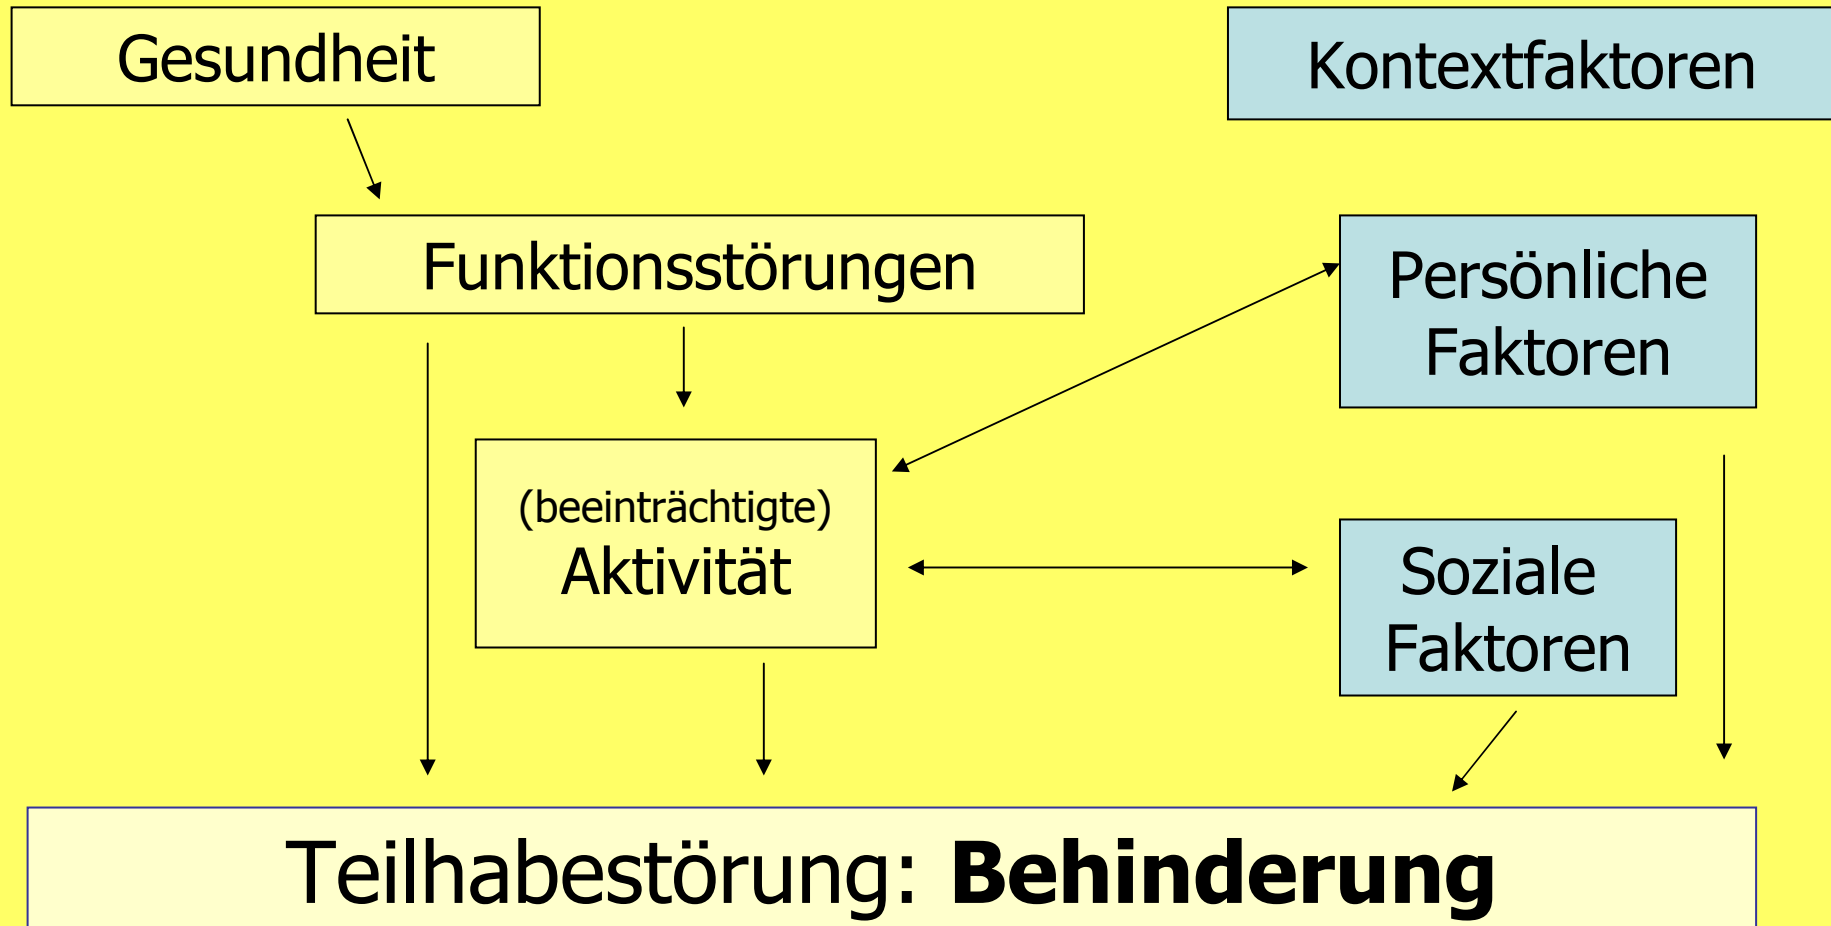 Gesundheit
Kontextfaktoren
Funktionsstörungen
Persönliche
Faktoren
(beeinträchtigte)
Aktivität
Soziale
Faktoren
Teilhabestörung: Behinderung